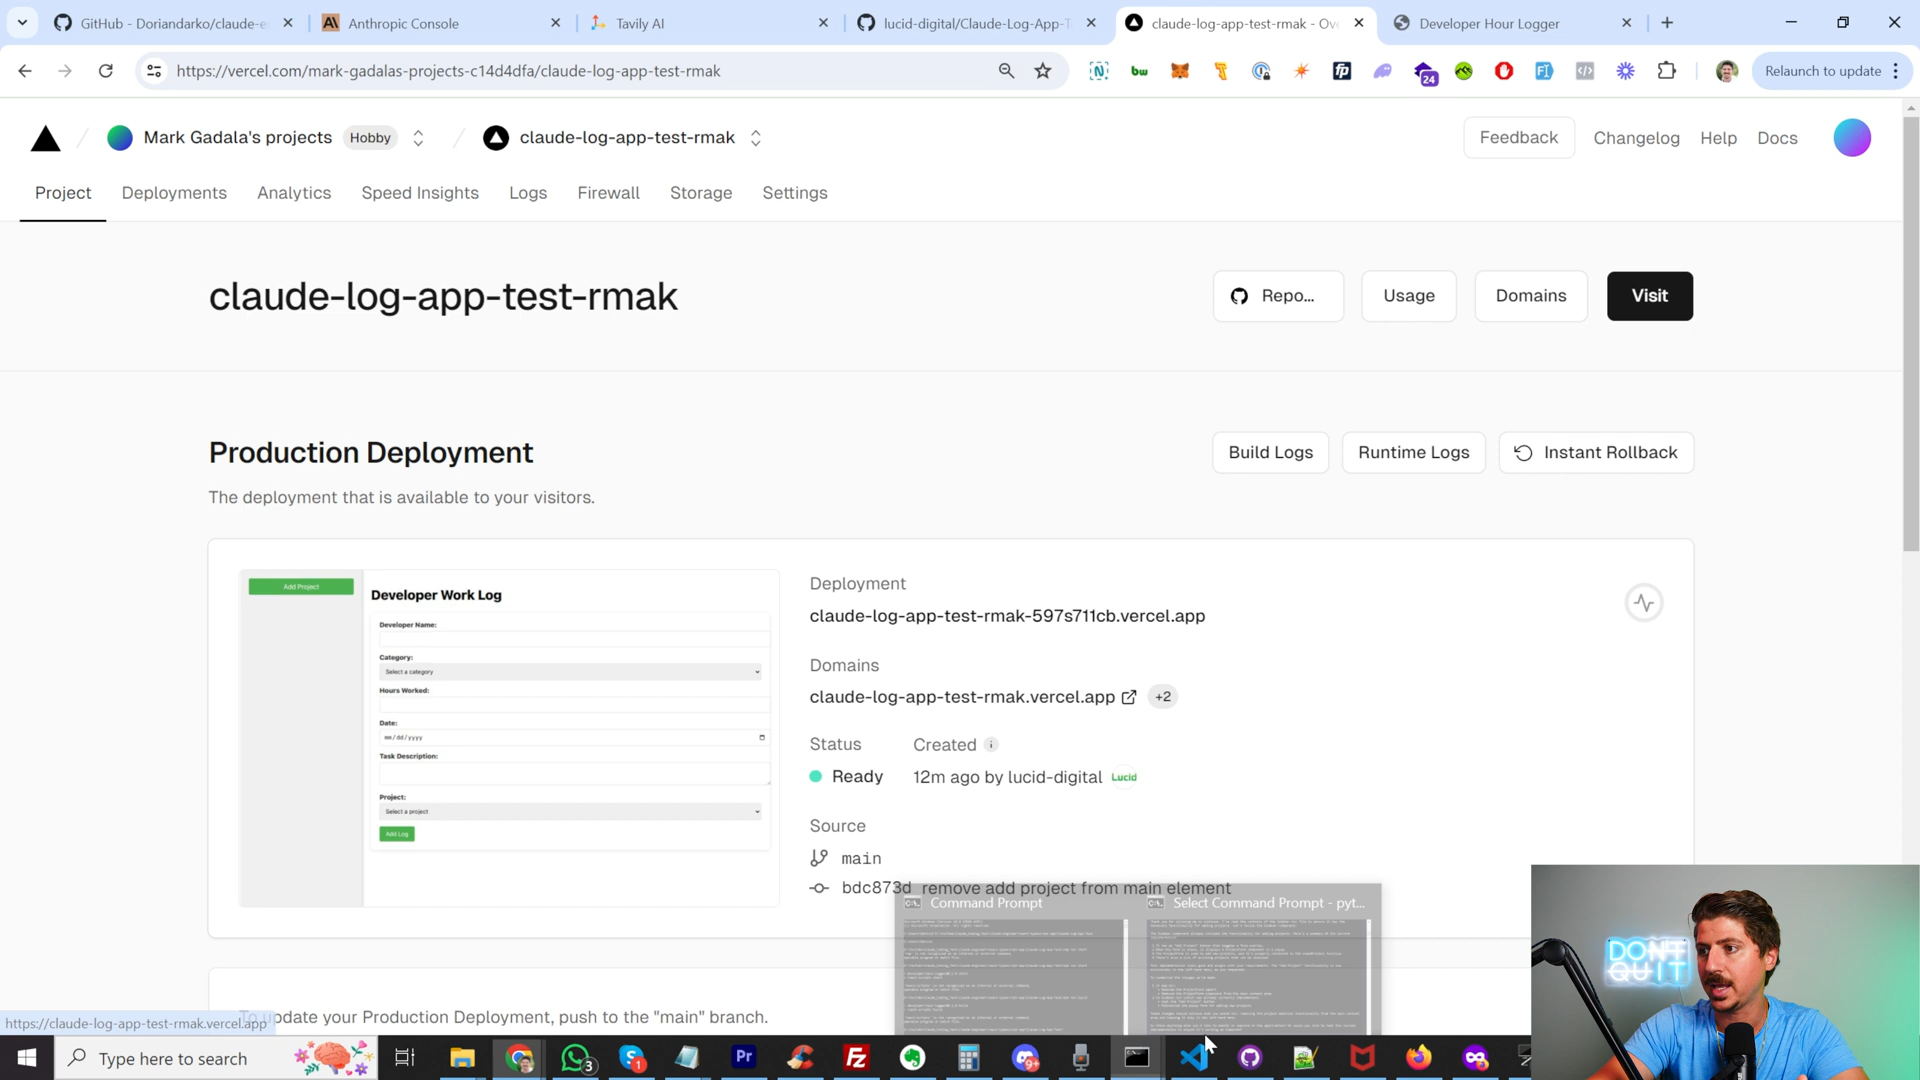 GitHub - Doriandarko/claude-e
Anthropic Console
Tavily AI
lucid-digital/Claude-Log-App-T
claude-log-app-test-rmak - Ove
Developer Hour Logger
https://vercel.com/mark-gadalas-projects-c14d4dfa/claude-log-app-test-rmak
24
Relaunch to update
Mark Gadala's projects
Hobby
claude-log-app-test-rmak
Feedback
Changelog
Help
Docs
Project
Deployments
Analytics
Speed Insights
Logs
Firewall
Storage
Settings
claude-log-app-test-rmak
Repo...
Usage
Domains
Visit
Production Deployment
Build Logs
Runtime Logs
Instant Rollback
The deployment that is available to your visitors.
Add Project
Developer Work Log
Developer Name:
Category:
Select a category
Hours Worked:
Date:
mm/dd/yyyy
Task Description:
Project:
Select a project
Add Log
Deployment
claude-log-app-test-rmak-597s711cb.vercel.app
Domains
claude-log-app-test-rmak.vercel.app
+2
Status
Created
Ready
12m ago by lucid-digital
Lucid
Source
main
bdc873d remove add project from main element
Command Prompt
Select Command Prompt - pyt...
To update your Production Deployment, push to the "main" branch.
https://claude-log-app-test-rmak.vercel.app
DON'T
QUIT
Type here to search
3
1